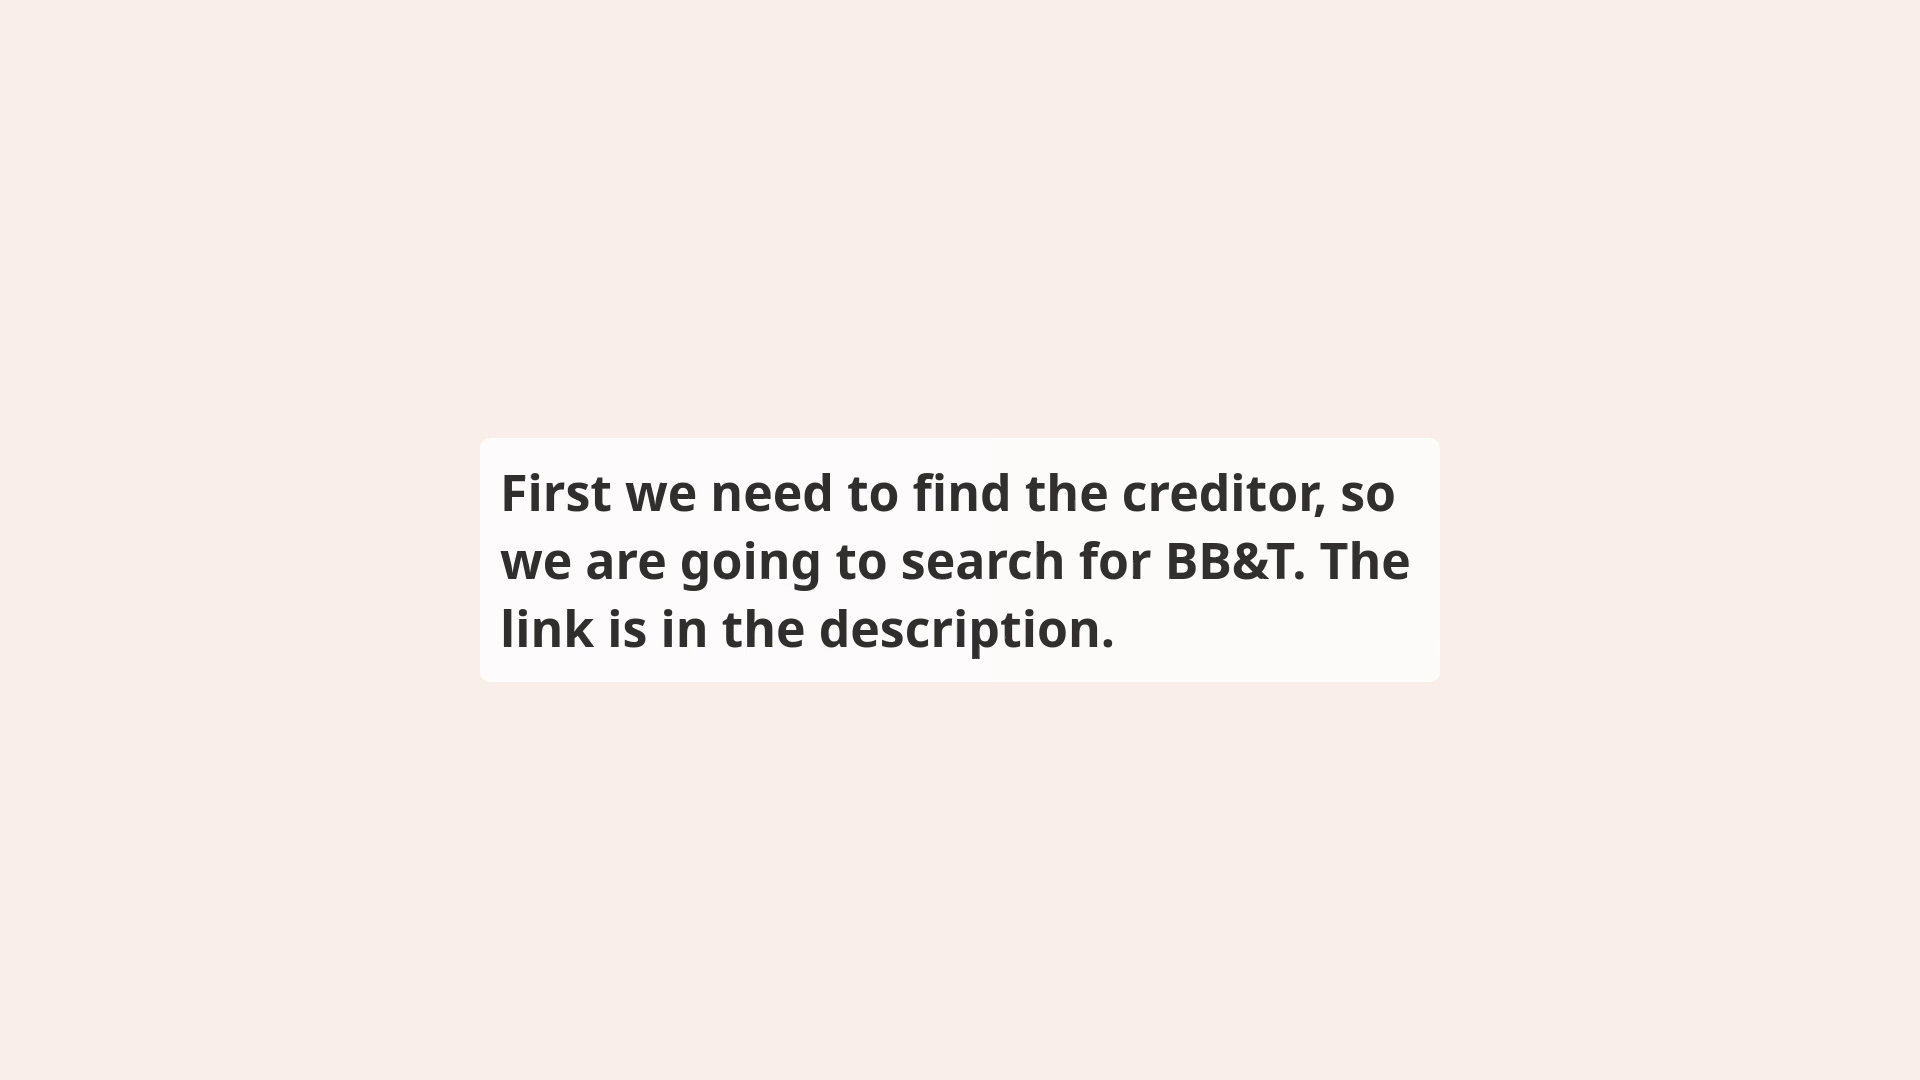 First we need to find the creditor, so
we are going to search for BB&T. The
link is in the description.